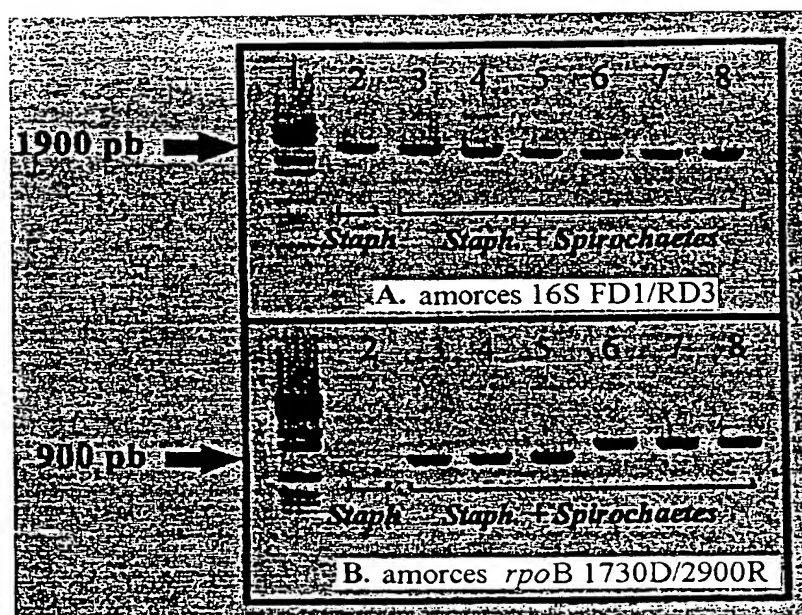 1 2 3 4 5 6 7 8
1900 pb
Staph Staph. + Spirochaetes
A. amorces 16S FD1/RD3
2 3 4 5 6 7 8
900 pb
Staph Staph. + Spirochaetes
B. amorces rpoB 1730D/2900R